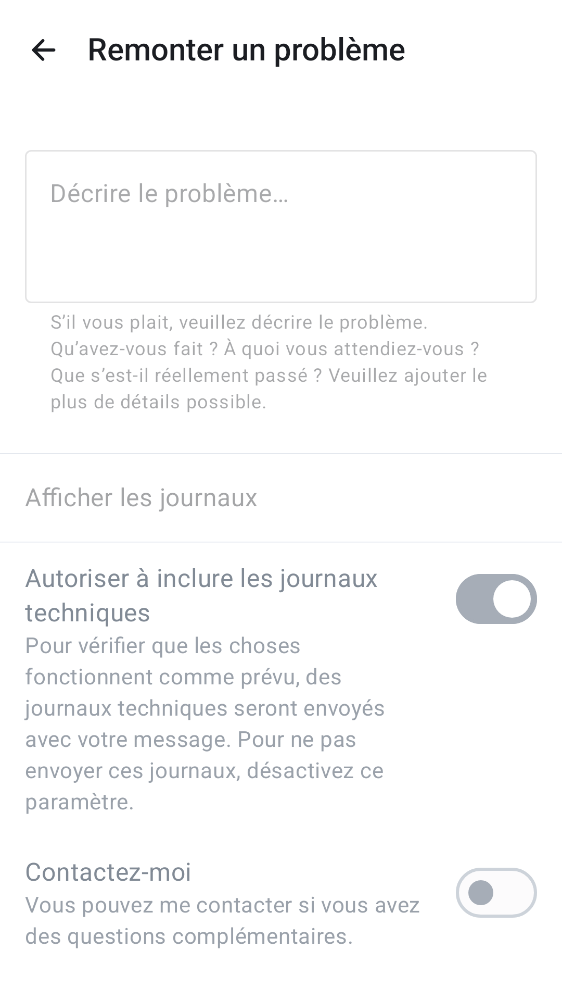 Remonter un problème
Décrire le problème…
S’il vous plait, veuillez décrire le problème.
Qu’avez-vous fait ? À quoi vous attendiez-vous ?
Que s’est-il réellement passé ? Veuillez ajouter le
plus de détails possible.
Afficher les journaux
Autoriser à inclure les journaux
techniques
Pour vérifier que les choses
fonctionnent comme prévu, des
journaux techniques seront envoyés
avec votre message. Pour ne pas
envoyer ces journaux, désactivez ce
paramètre.
Contactez-moi
Vous pouvez me contacter si vous avez
des questions complémentaires.